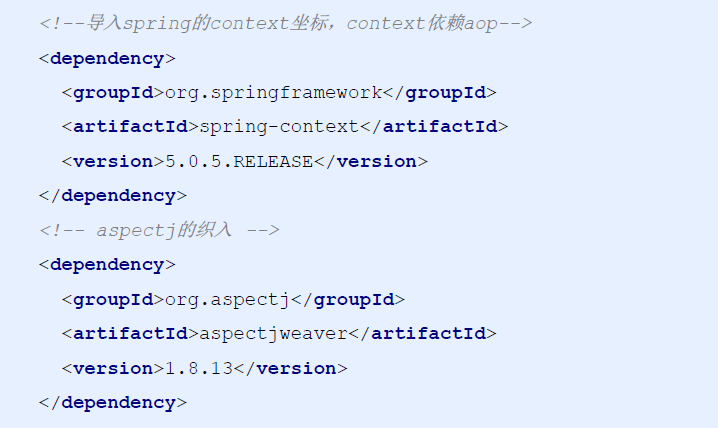 <!--导入spring的context坐标，context依赖aop-->
<dependency>
<groupId>org.springframework</groupId>
<artifactId>spring-context</artifactId>
<version>5.0.5.RELEASE</version>
</dependency>
<!-- aspectj的织入 -->
<dependency>
<groupId>org.aspectj</groupId>
<artifactId>aspectjweaver</artifactId>
<version>1.8.13</version>
</dependency>